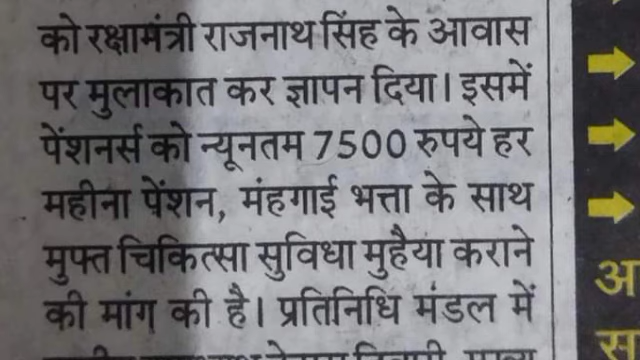 को रक्षामंत्री राजनाथ सिंह के आवास
पर मुलाकात कर ज्ञापन दिया। इसमें
पेंशनर्स को न्यूनतम 7500 रुपये हर
महीना पेंशन, मंहगाई भत्ता के साथ
मुफ्त चिकित्सा सुविधा मुहैया कराने
की मांग की है। प्रतिनिधि मंडल में
अ
स